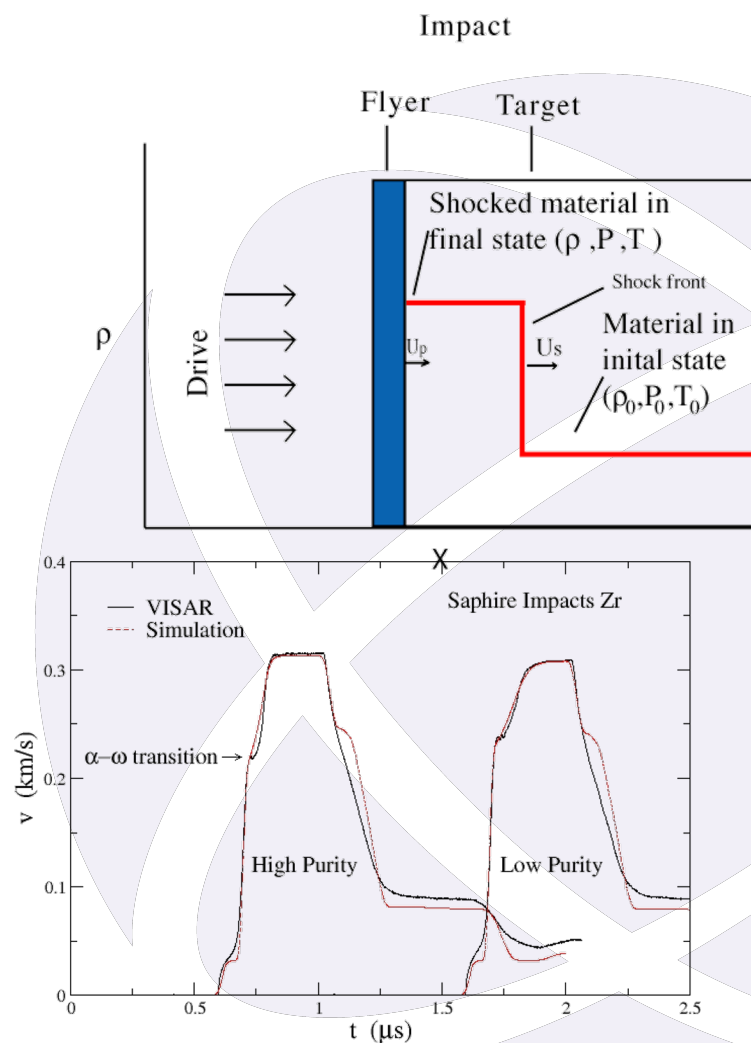 Impact
Flyer Target
Shocked material in
final state (ρ ,P ,T )
Shock front
Material in
inital state
(ρ0,P0,T0)
Up
Us
Drive
ρ
X
0.4
0.3
0.2
0.1
0
v (km/s)
VISAR
Simulation
Saphire Impacts Zr
α–ω transition
High Purity
Low Purity
0 0.5 1 1.5 2 2.5
t (μs)